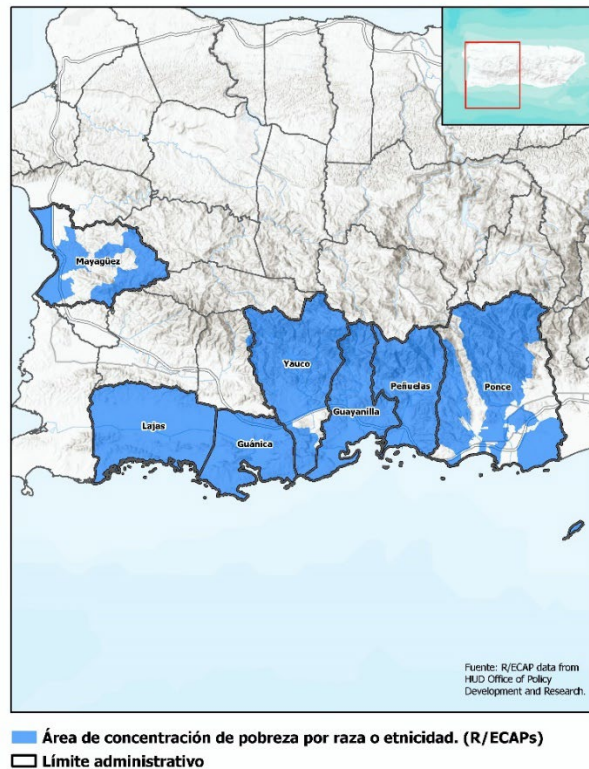 Mayagüez
Yauco
Peñuelas
Ponce
Guayanilla
Lajas
Guánica
Fuente: R/ECAP data from
HUD Office of Policy
Development and Research.
Área de concentración de pobreza por raza o etnicidad. (R/ECAPs)
Límite administrativo